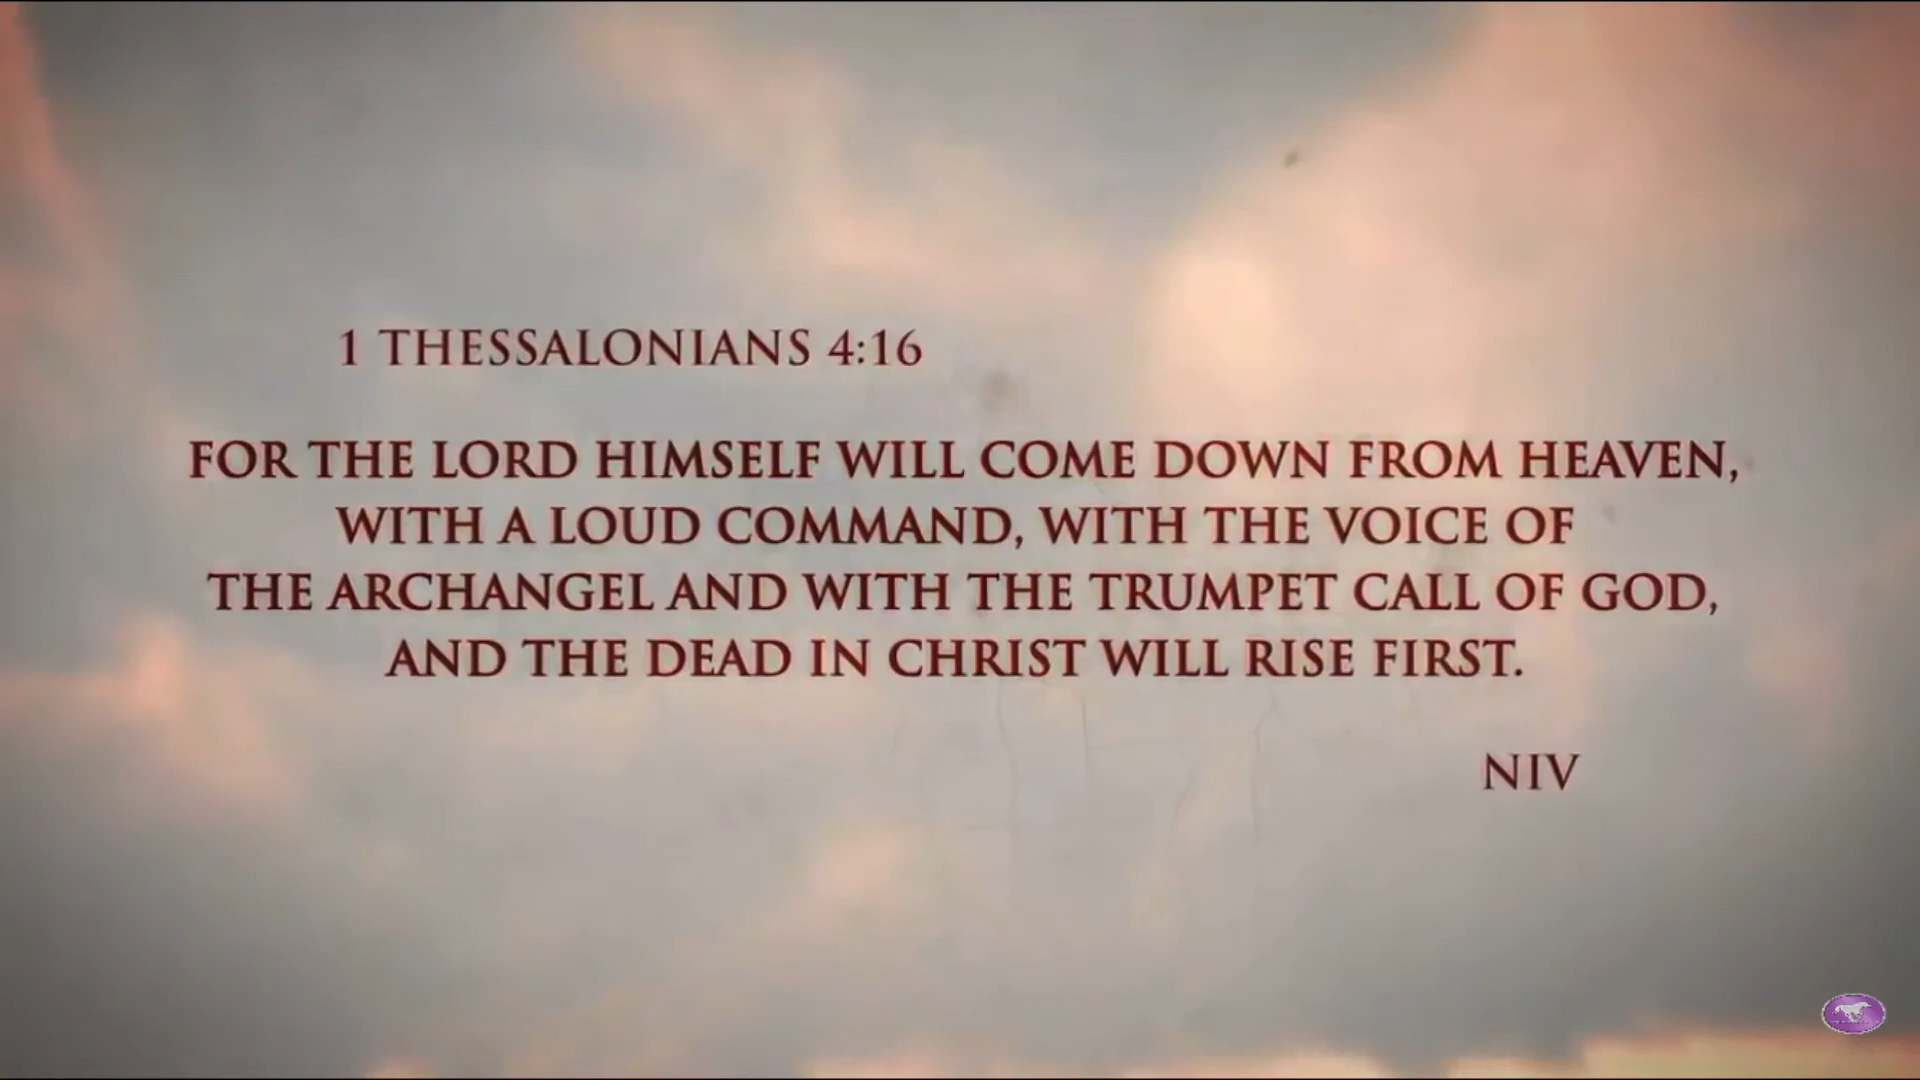 1 THESSALONIANS 4:16
FOR THE LORD HIMSELF WILL COME DOWN FROM HEAVEN,
WITH A LOUD COMMAND, WITH THE VOICE OF
THE ARCHANGEL AND WITH THE TRUMPET CALL OF GOD,
AND THE DEAD IN CHRIST WILL RISE FIRST.
NIV